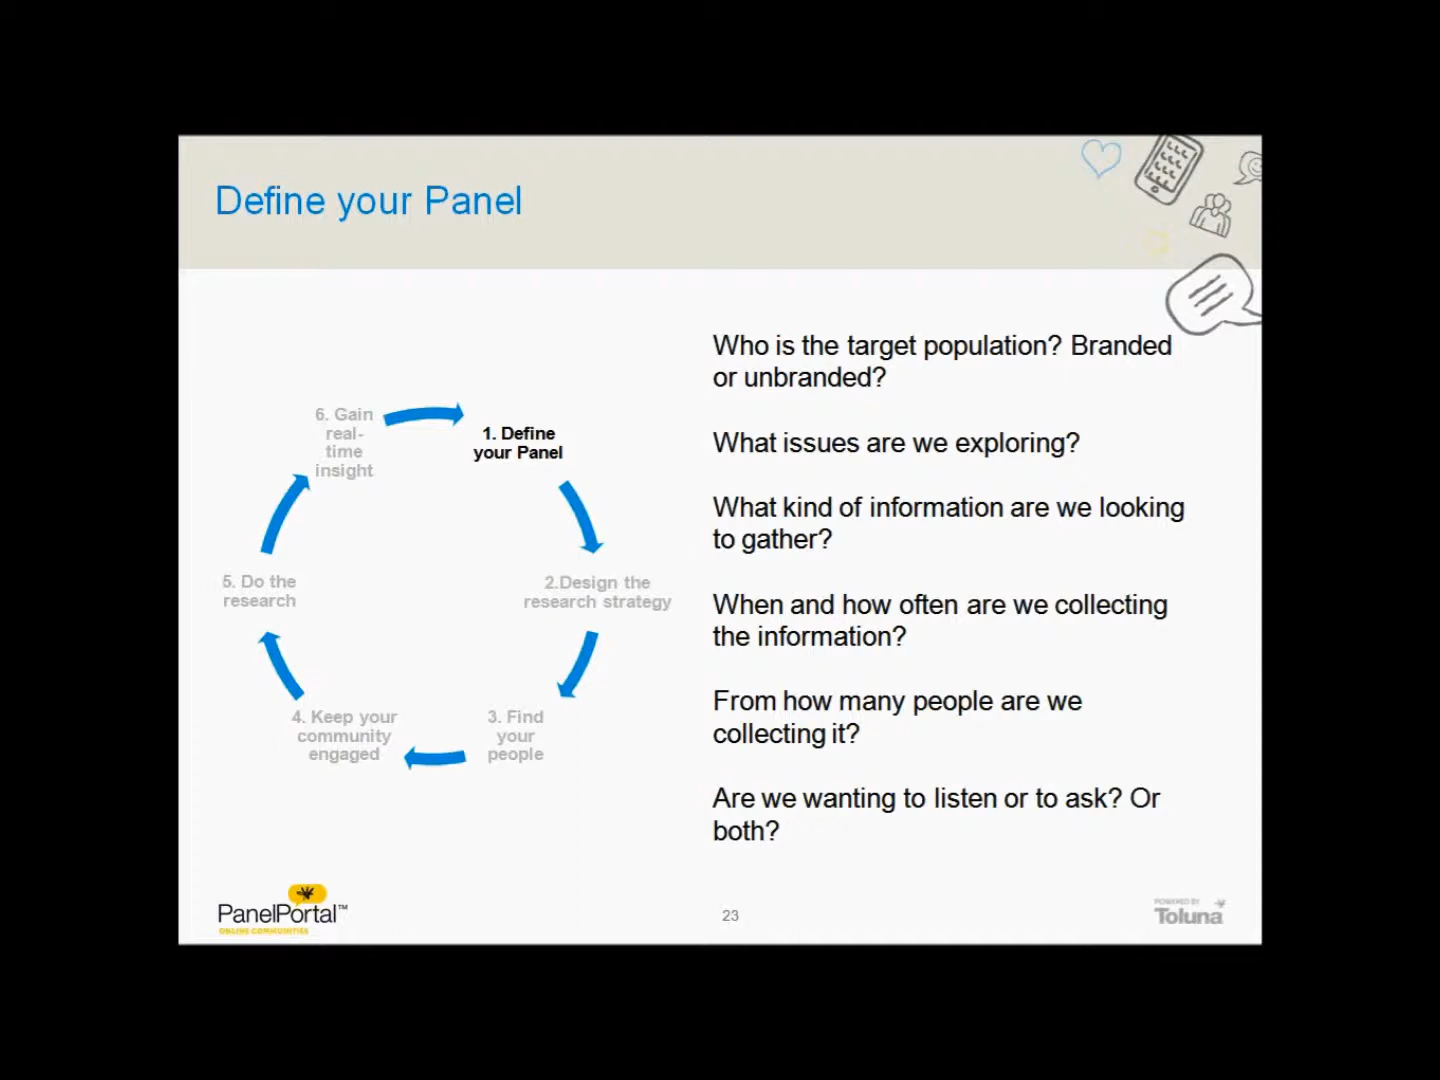 Define your Panel
Who is the target population? Branded
or unbranded?
What issues are we exploring?
What kind of information are we looking
to gather?
When and how often are we collecting
the information?
From how many people are we
collecting it?
Are we wanting to listen or to ask? Or
both?
1. Define
your Panel
2.Design the
research strategy
3. Find
your
people
4. Keep your
community
engaged
5. Do the
research
6. Gain
real-
time
insight
PanelPortal™
ONLINE COMMUNITIES
23
POWERED BY
Toluna